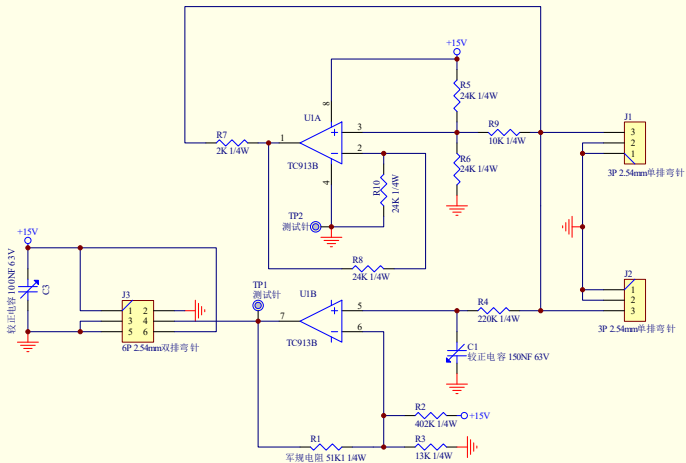 +15V
R5
24K 1/4W
8
U1A
J1
R7
1
3
R9
3
2
2K 1/4W
2
10K 1/4W
1
TC913B
R6
24K 1/4W
3P 2.54mm单排弯针
4
R10
24K 1/4W
TP2
测试针
+15V
R8
24K 1/4W
C3
较正电容 100NF 63V
TP1
测试针
J2
J3
U1B
R4
1
2
3
1 2
3 4
5 6
7
5
220K 1/4W
6
3P 2.54mm单排弯针
TC913B
C1
6P 2.54mm双排弯针
较正电容 150NF 63V
R2
+15V
402K 1/4W
R1
R3
军规电阻 51K1 1/4W
13K 1/4W